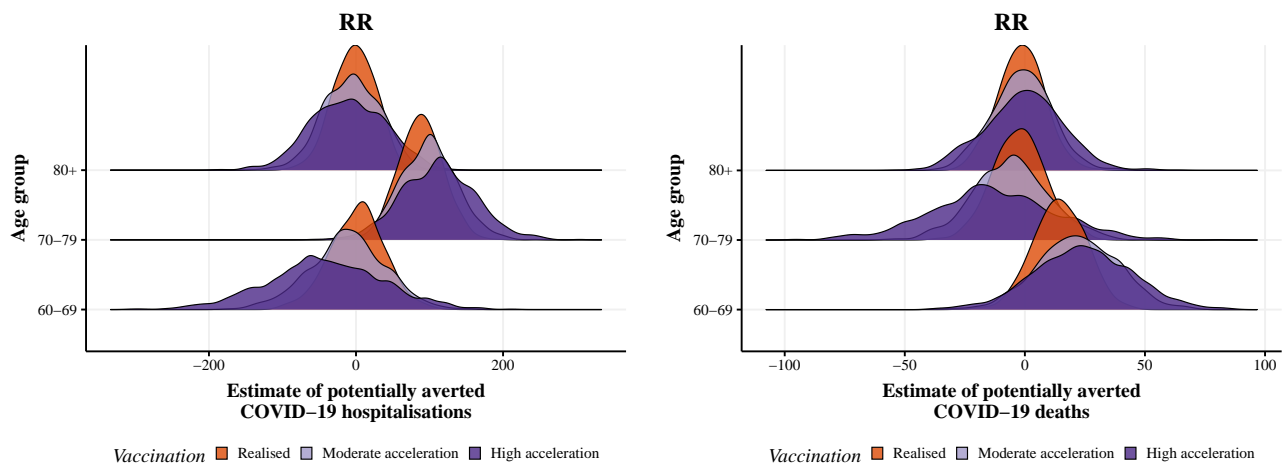 RR
Age group
80+
70−79
60−69
−200 0 200
Estimate of potentially averted
COVID−19 hospitalisations
Vaccination Realised Moderate acceleration High acceleration
RR
Age group
80+
70−79
60−69
−100 −50 0 50 100
Estimate of potentially averted
COVID−19 deaths
Vaccination Realised Moderate acceleration High acceleration